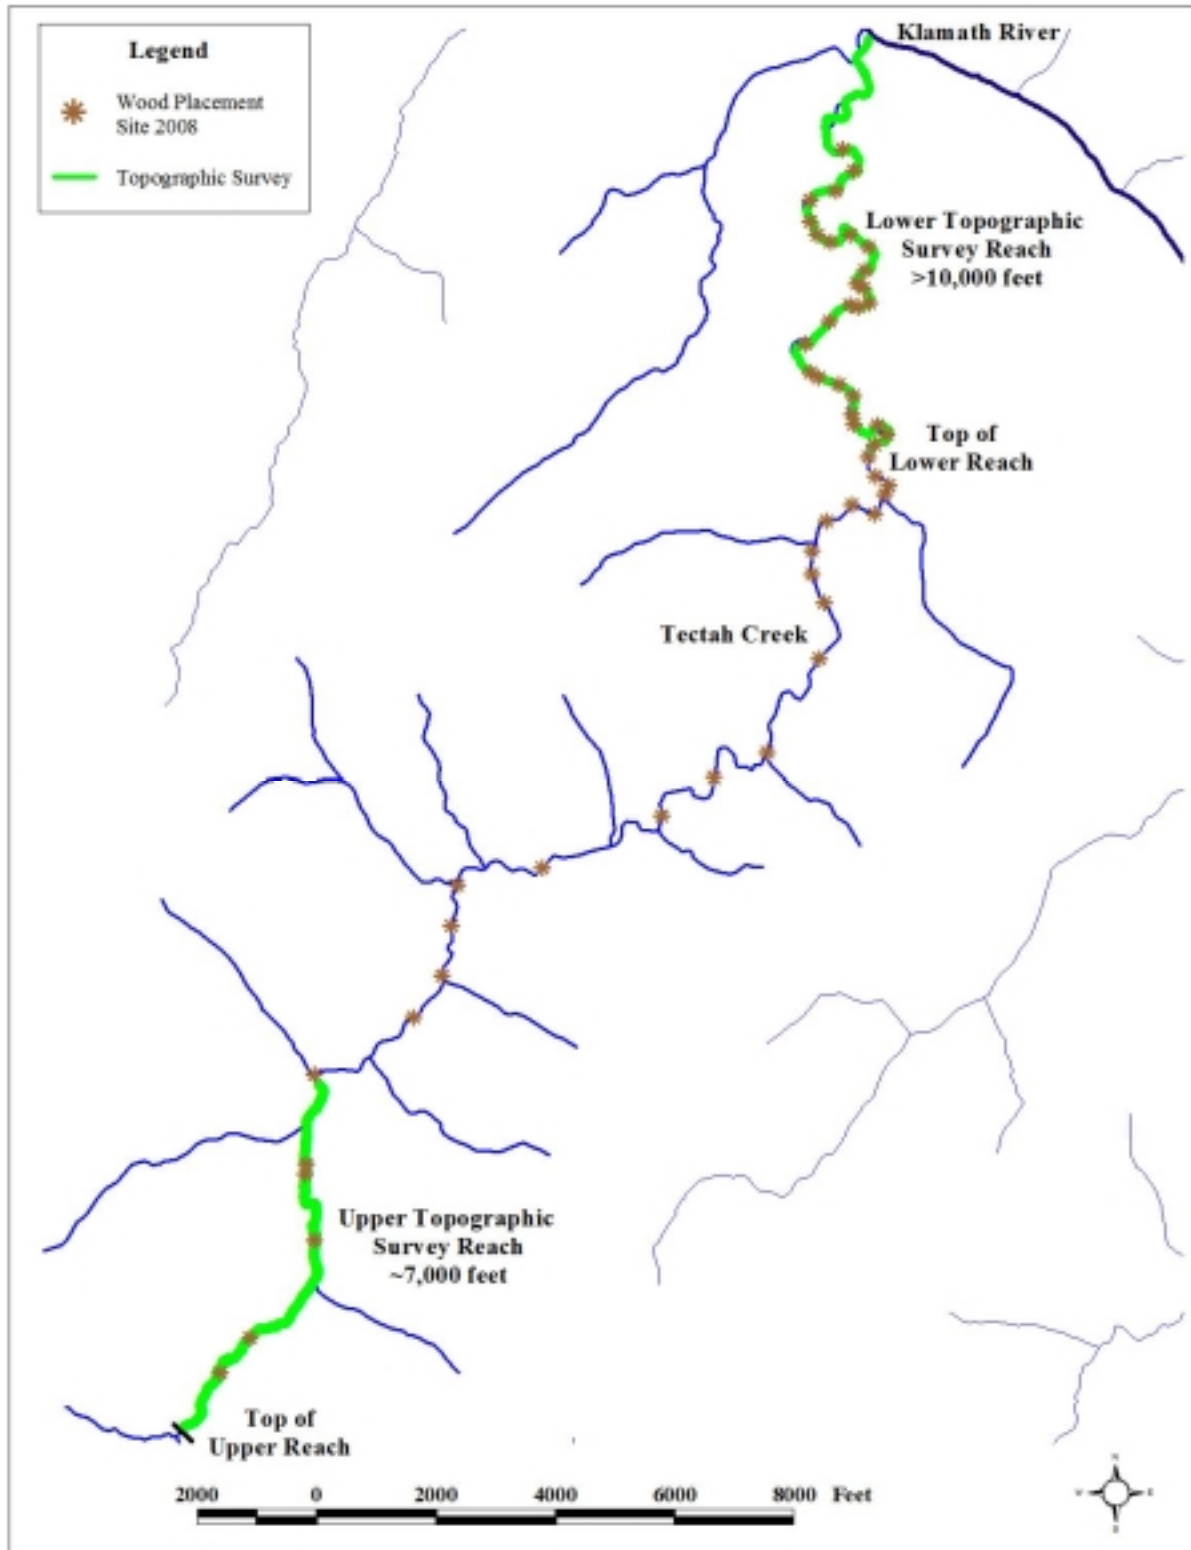 Klamath River
Legend
Wood Placement
Site 2008
Topographic Survey
Lower Topographic
Survey Reach
>10,000 feet
Top of
Lower Reach
Tectah Creek
Upper Topographic
Survey Reach
~7,000 feet
Top of
Upper Reach
2000 0 2000 4000 6000 8000 Feet